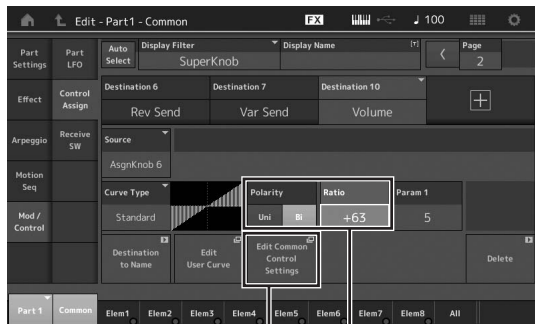 Edit - Part1 - Common
FX
100
Part Settings
Part LFO
Auto Select
Display Filter
SuperKnob
Display Name
[T]
Page
2
Effect
Control Assign
Destination 6
Rev Send
Destination 7
Var Send
Destination 10
Volume
+
Arpeggio
Receive SW
Source
AsgnKnob 6
Motion Seq
Curve Type
Standard
Polarity
Uni
Bi
Ratio
+63
Param 1
5
Mod / Control
Destination to Name
Edit User Curve
Edit Common Control Settings
Delete
Part 1
Common
Elem1
Elem2
Elem3
Elem4
Elem5
Elem6
Elem7
Elem8
All